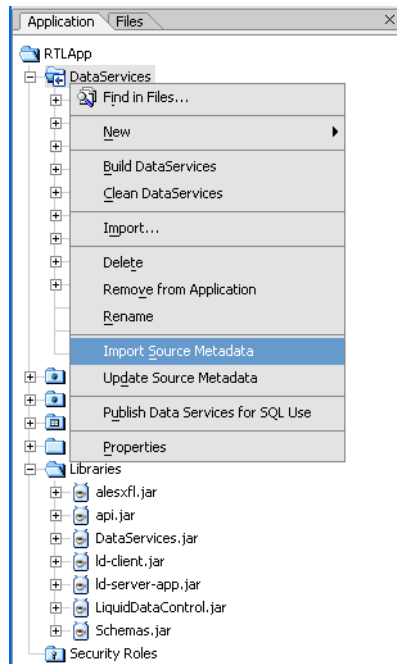 Application Files
RTLApp
DataServices
Find in Files...
New
Build DataServices
Clean DataServices
Import...
Delete
Remove from Application
Rename
Import Source Metadata
Update Source Metadata
Publish Data Services for SQL Use
Properties
Libraries
alesxfl.jar
api.jar
DataServices.jar
ld-client.jar
ld-server-app.jar
LiquidDataControl.jar
Schemas.jar
Security Roles